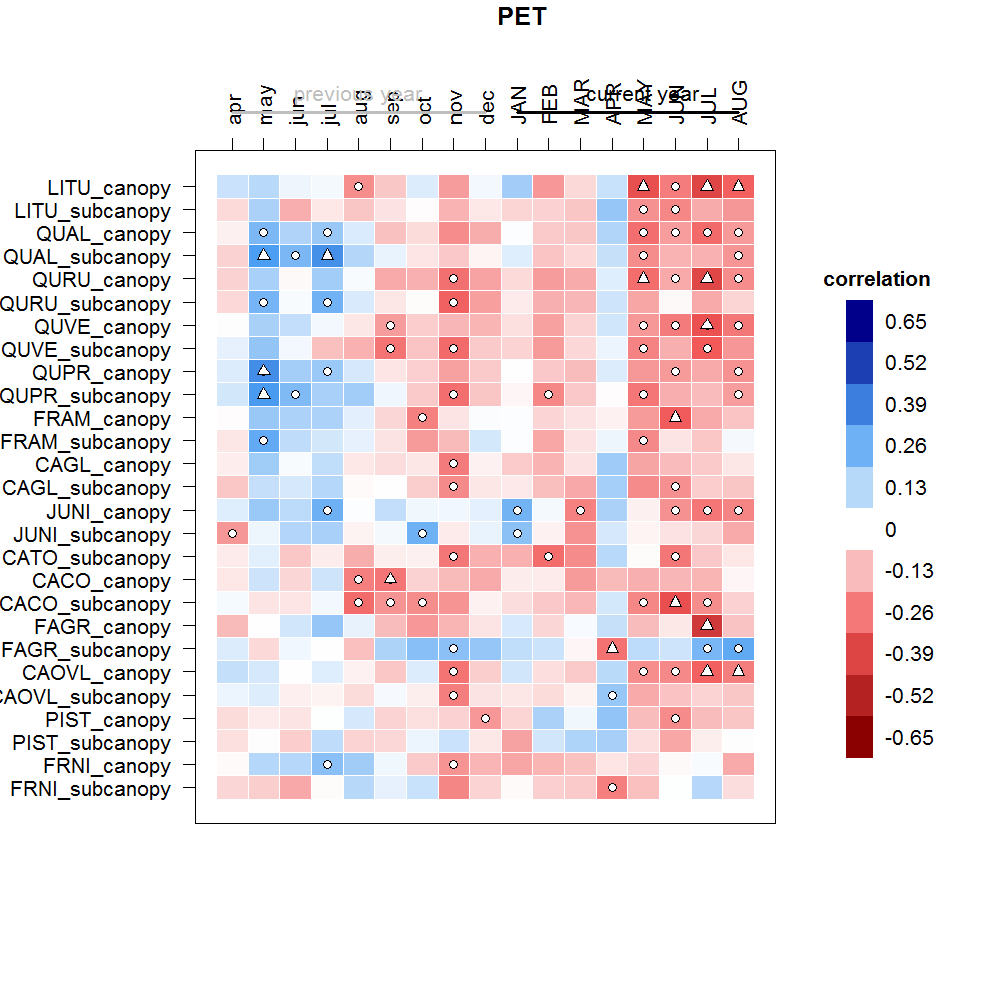 PET
previous year
current year
apr
may
jun
jul
aug
sep
oct
nov
dec
JAN
FEB
MAR
APR
MAY
JUN
JUL
AUG
LITU_canopy
LITU_subcanopy
QUAL_canopy
QUAL_subcanopy
QURU_canopy
QURU_subcanopy
QUVE_canopy
QUVE_subcanopy
QUPR_canopy
QUPR_subcanopy
FRAM_canopy
FRAM_subcanopy
CAGL_canopy
CAGL_subcanopy
JUNI_canopy
JUNI_subcanopy
CATO_subcanopy
CACO_canopy
CACO_subcanopy
FAGR_canopy
FAGR_subcanopy
CAOVL_canopy
CAOVL_subcanopy
PIST_canopy
PIST_subcanopy
FRNI_canopy
FRNI_subcanopy
correlation
0.65
0.52
0.39
0.26
0.13
0
-0.13
-0.26
-0.39
-0.52
-0.65